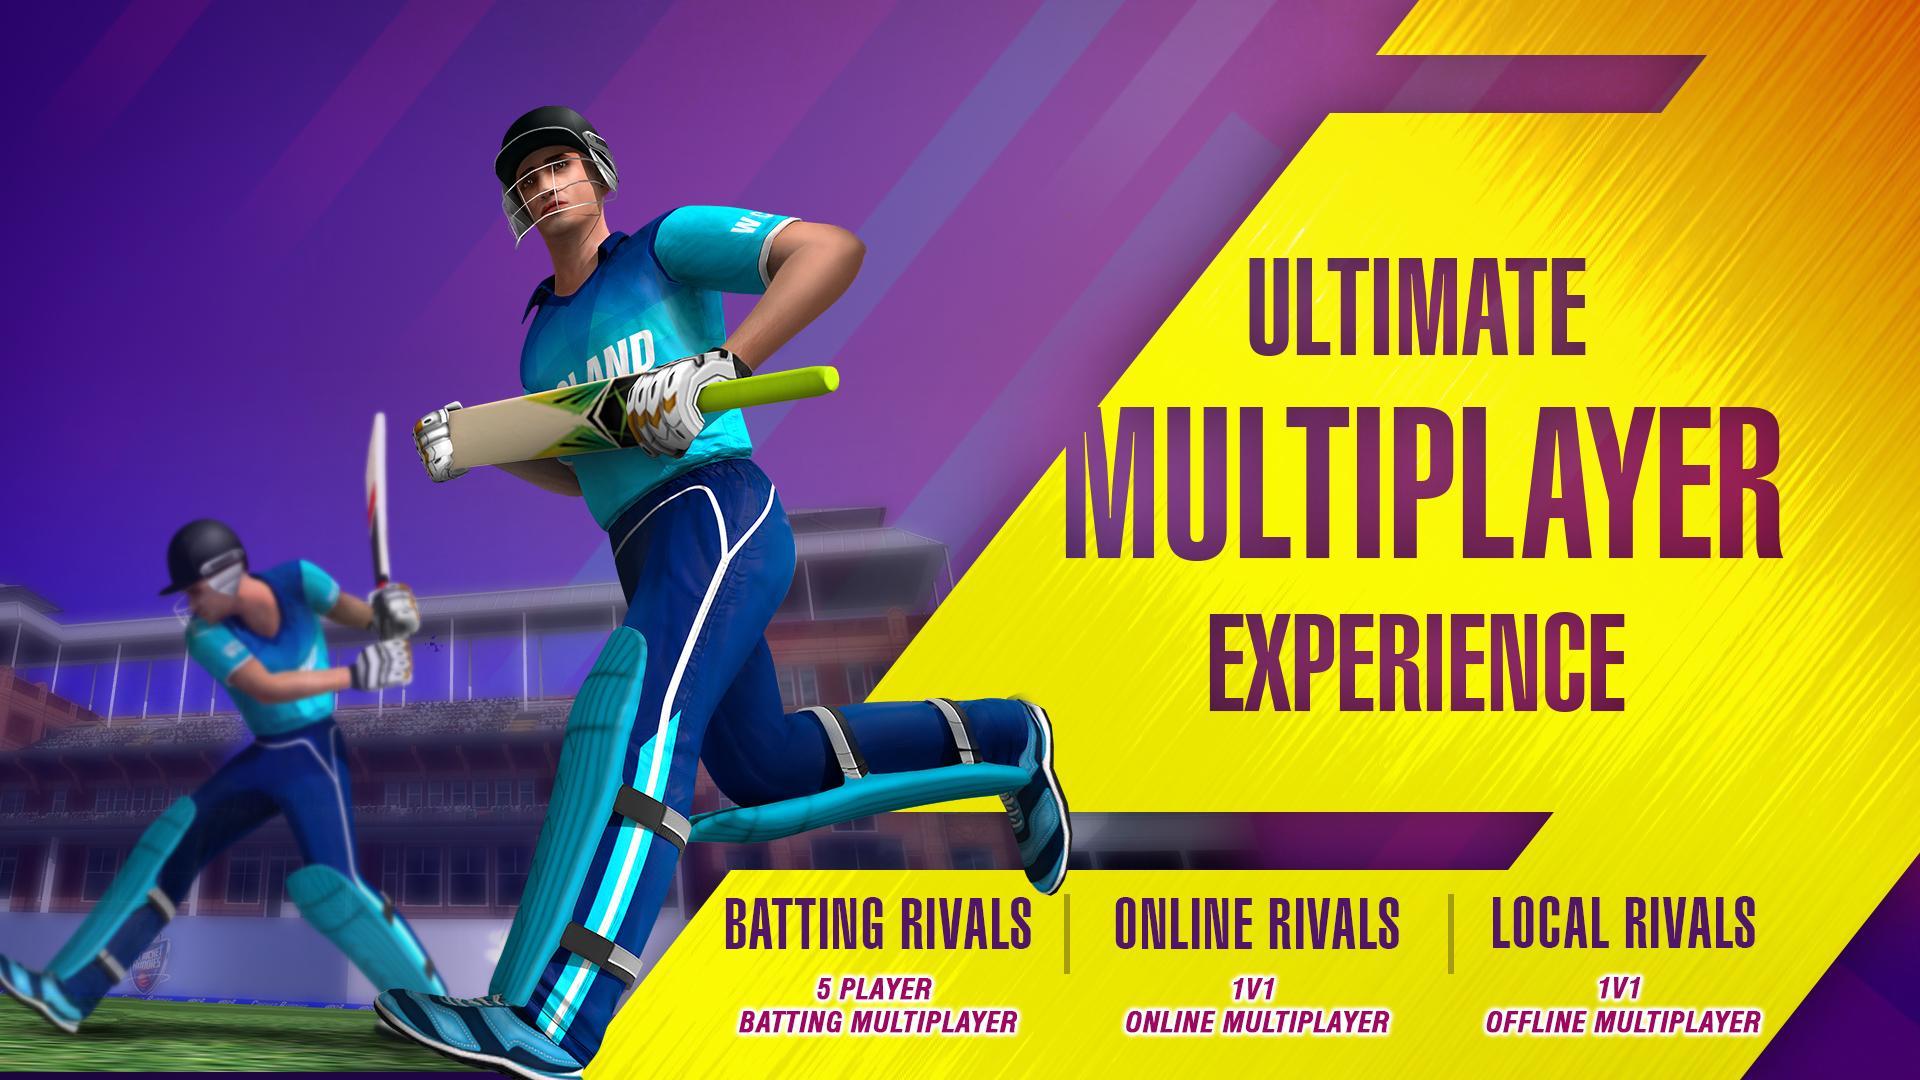 ULTIMATE
MULTIPLAYER
EXPERIENCE
BATTING RIVALS
5 PLAYER
BATTING MULTIPLAYER
ONLINE RIVALS
1V1
ONLINE MULTIPLAYER
LOCAL RIVALS
1V1
OFFLINE MULTIPLAYER